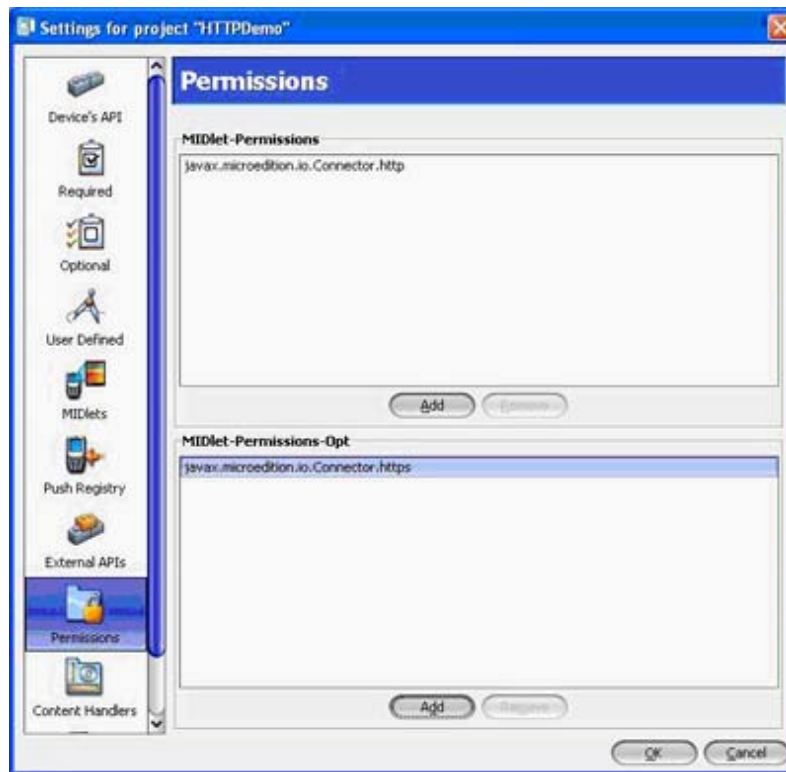 Settings for project "HTTPDemo"
Device's API
Required
Optional
User Defined
MIDlets
Push Registry
External APIs
Permissions
Content Handlers
Permissions
MIDlet-Permissions
javax.microedition.io.Connector.http
Add
Remove
MIDlet-Permissions-Opt
javax.microedition.io.Connector.https
Add
Remove
OK
Cancel